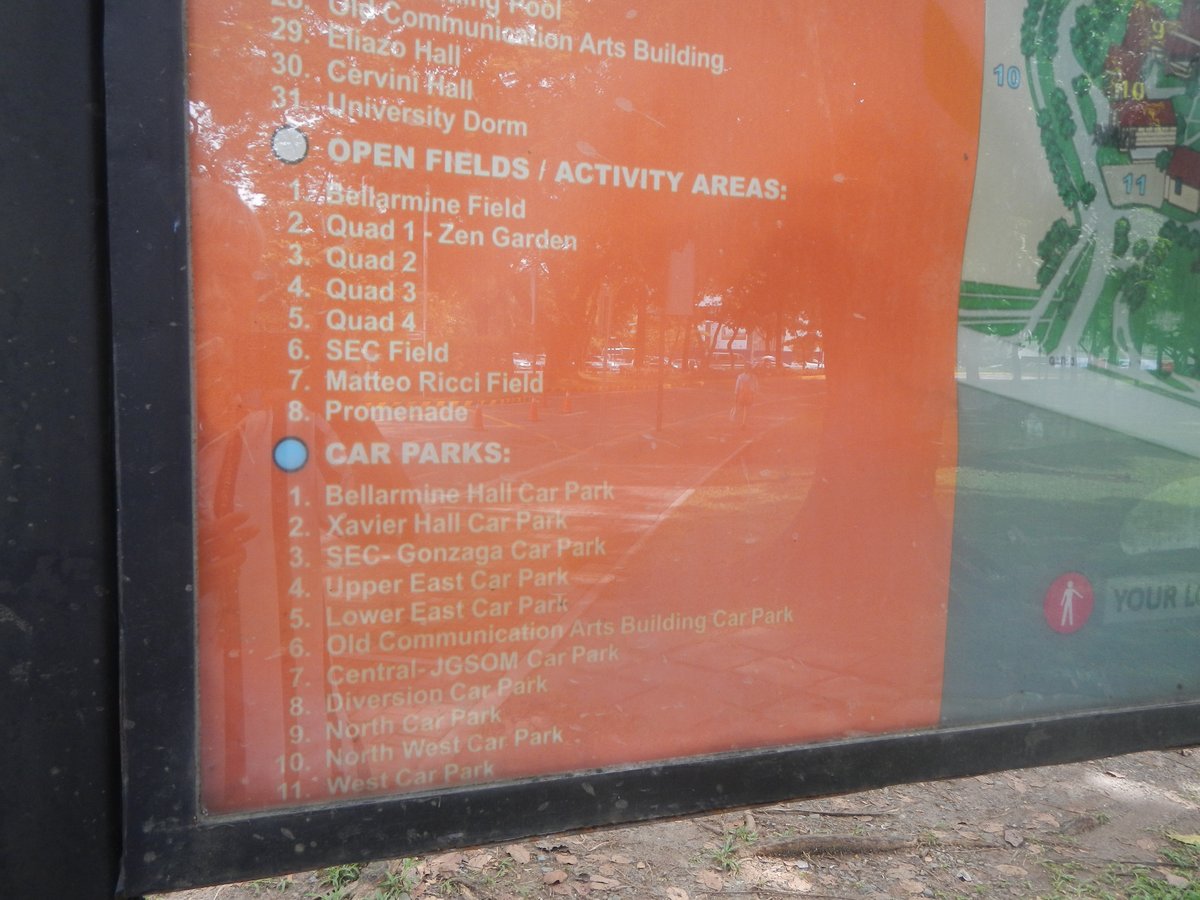 Pool
28. Old Communication Arts Building
29. Eliazo Hall
30. Cervini Hall
31. University Dorm
OPEN FIELDS / ACTIVITY AREAS:
1. Bellarmine Field
2. Quad 1 - Zen Garden
3. Quad 2
4. Quad 3
5. Quad 4
6. SEC Field
7. Matteo Ricci Field
8. Promenade
CAR PARKS:
1. Bellarmine Hall Car Park
2. Xavier Hall Car Park
3. SEC- Gonzaga Car Park
4. Upper East Car Park
5. Lower East Car Park
6. Old Communication Arts Building Car Park
7. Central- JGSOM Car Park
8. Diversion Car Park
9. North Car Park
10. North West Car Park
11. West Car Park
9
10
10
11
YOUR